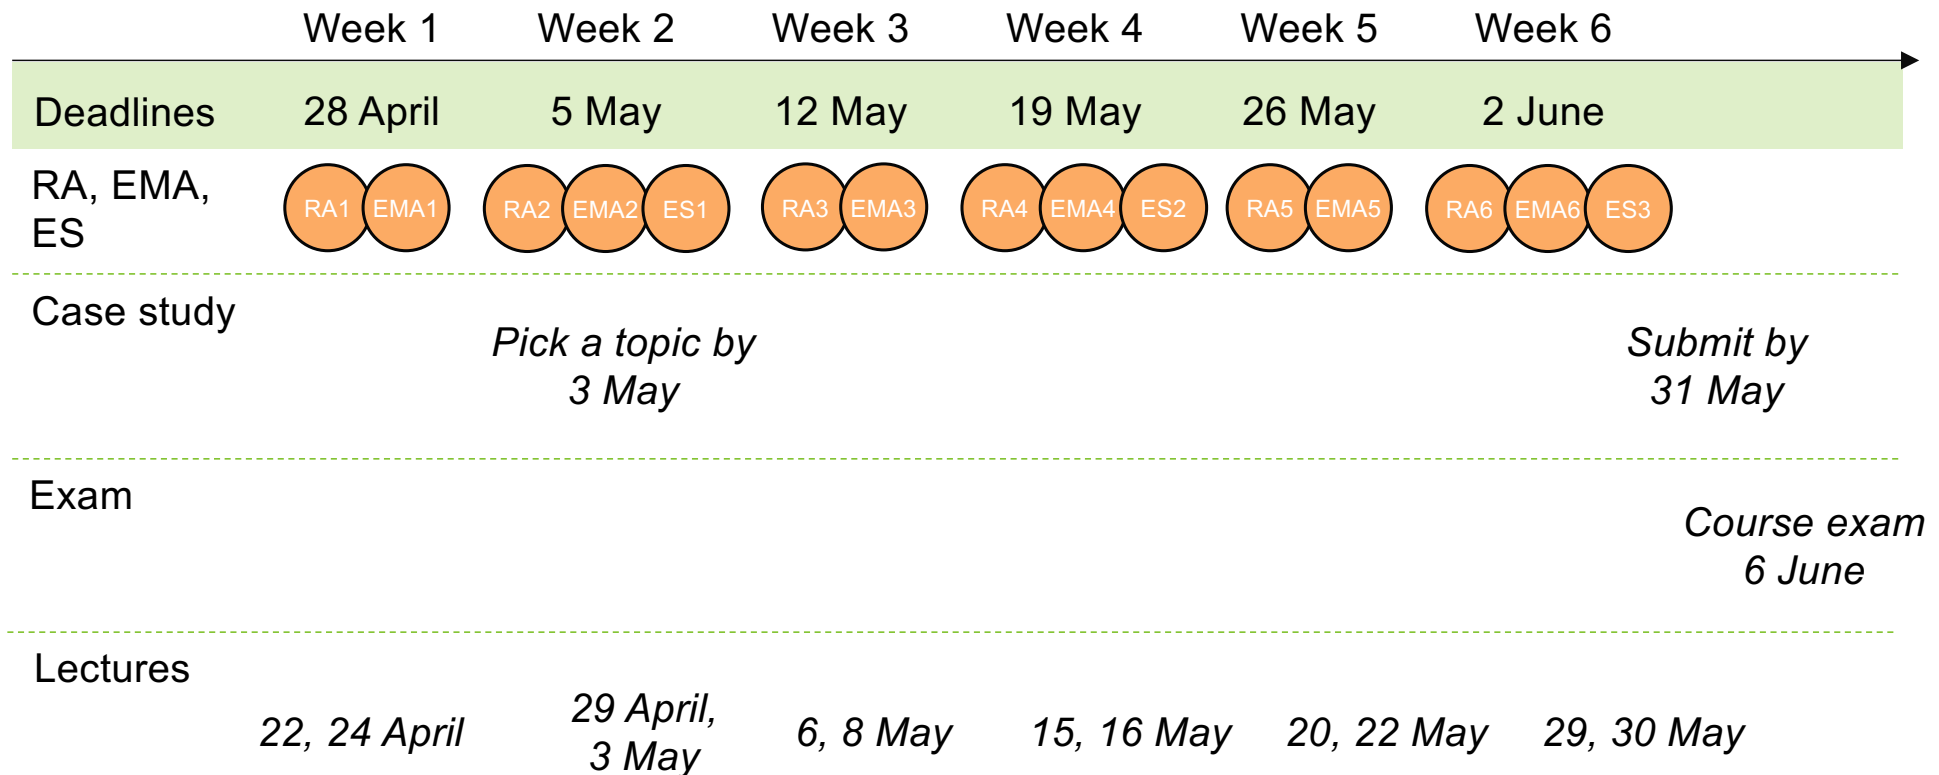 Week 1 Week 2 Week 3 Week 4 Week 5 Week 6
Deadlines 28 April 5 May 12 May 19 May 26 May 2 June
RA, EMA,
ES
RA1 EMA1 RA2 EMA2 ES1 RA3 EMA3 RA4 EMA4 ES2 RA5 EMA5 RA6 EMA6 ES3
Case study
Pick a topic by
3 May
Submit by
31 May
Exam
Course exam
6 June
Lectures
22, 24 April
29 April,
3 May
6, 8 May
15, 16 May
20, 22 May
29, 30 May